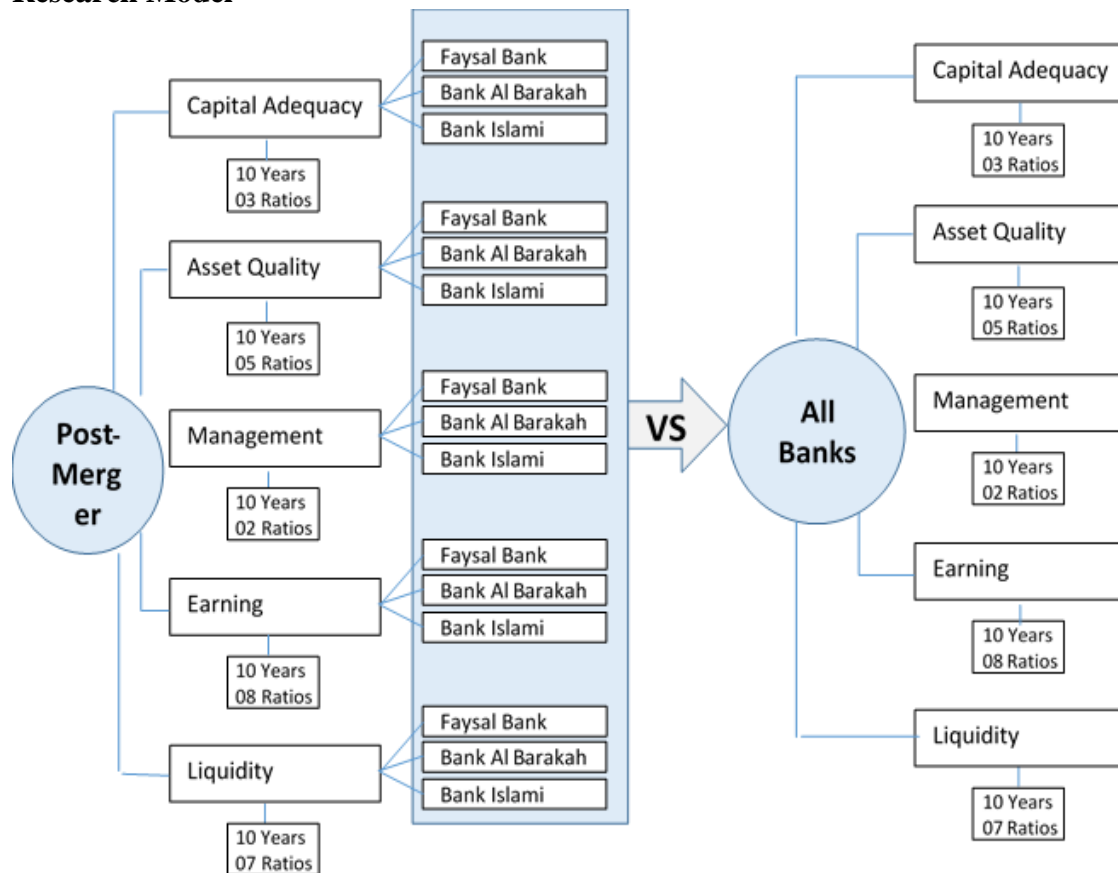 Research Model
Capital Adequacy
10 Years
03 Ratios
Faysal Bank
Bank Al Barakah
Bank Islami
Asset Quality
10 Years
05 Ratios
Faysal Bank
Bank Al Barakah
Bank Islami
Post-
Merg
er
Management
10 Years
02 Ratios
Faysal Bank
Bank Al Barakah
Bank Islami
Earning
10 Years
08 Ratios
Faysal Bank
Bank Al Barakah
Bank Islami
Liquidity
10 Years
07 Ratios
Faysal Bank
Bank Al Barakah
Bank Islami
VS
All
Banks
Capital Adequacy
10 Years
03 Ratios
Asset Quality
10 Years
05 Ratios
Management
10 Years
02 Ratios
Earning
10 Years
08 Ratios
Liquidity
10 Years
07 Ratios